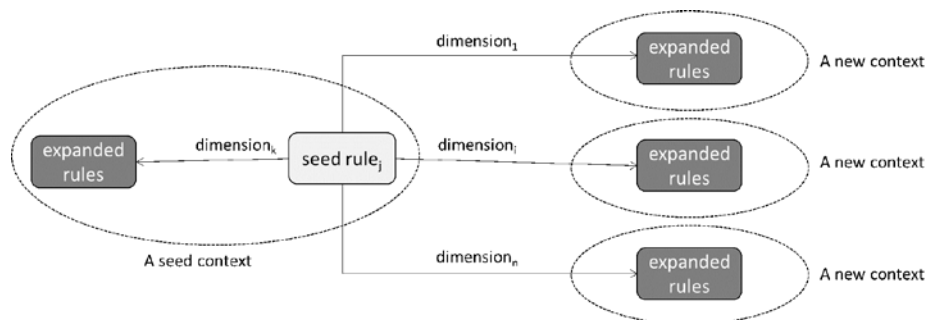 dimension₁
expanded
rules
A new context
expanded
rules
dimensionₖ
seed ruleⱼ
dimensionᵢ
expanded
rules
A new context
A seed context
dimensionₙ
expanded
rules
A new context